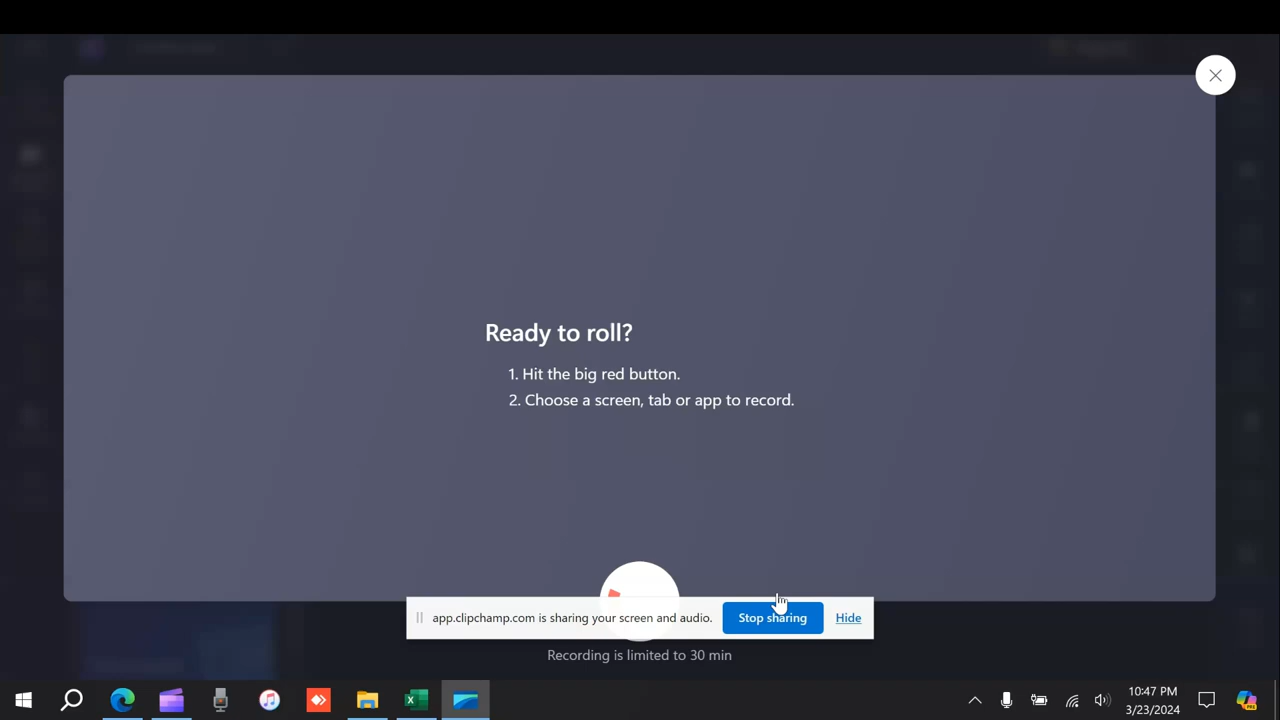 Ready to roll?
1. Hit the big red button.
2. Choose a screen, tab or app to record.
app.clipchamp.com is sharing your screen and audio. Stop sharing Hide
Recording is limited to 30 min
10:47 PM
3/23/2024